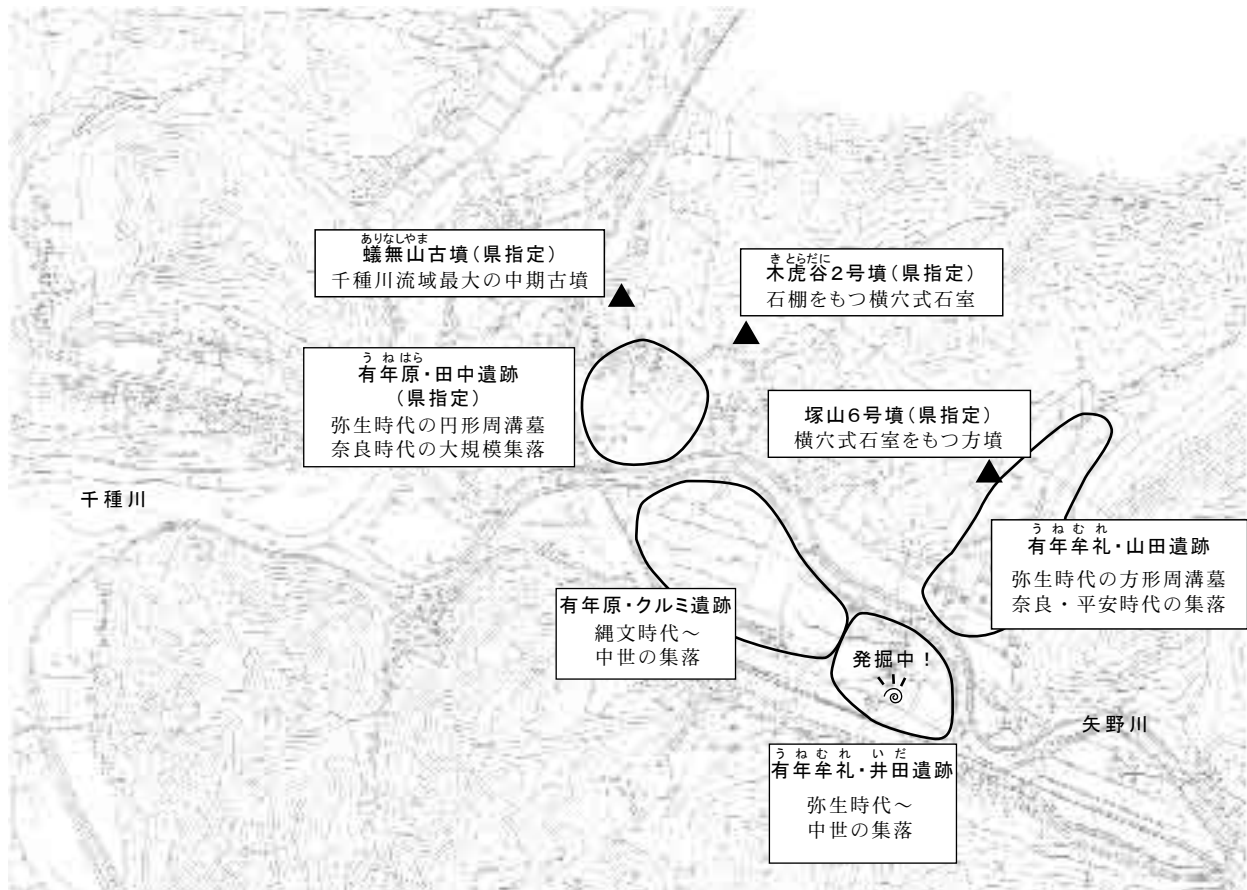 ありなしやま
蟻無山古墳(県指定)
千種川流域最大の中期古墳
きとらだに
木虎谷2号墳(県指定)
石棚をもつ横穴式石室
うねはら
有年原・田中遺跡
(県指定)
弥生時代の円形周溝墓
奈良時代の大規模集落
塚山6号墳(県指定)
横穴式石室をもつ方墳
千種川
うねむれ
有年牟礼・山田遺跡
弥生時代の方形周溝墓
奈良・平安時代の集落
有年原・クルミ遺跡
縄文時代~
中世の集落
発掘中!
矢野川
うねむれ いだ
有年牟礼・井田遺跡
弥生時代~
中世の集落